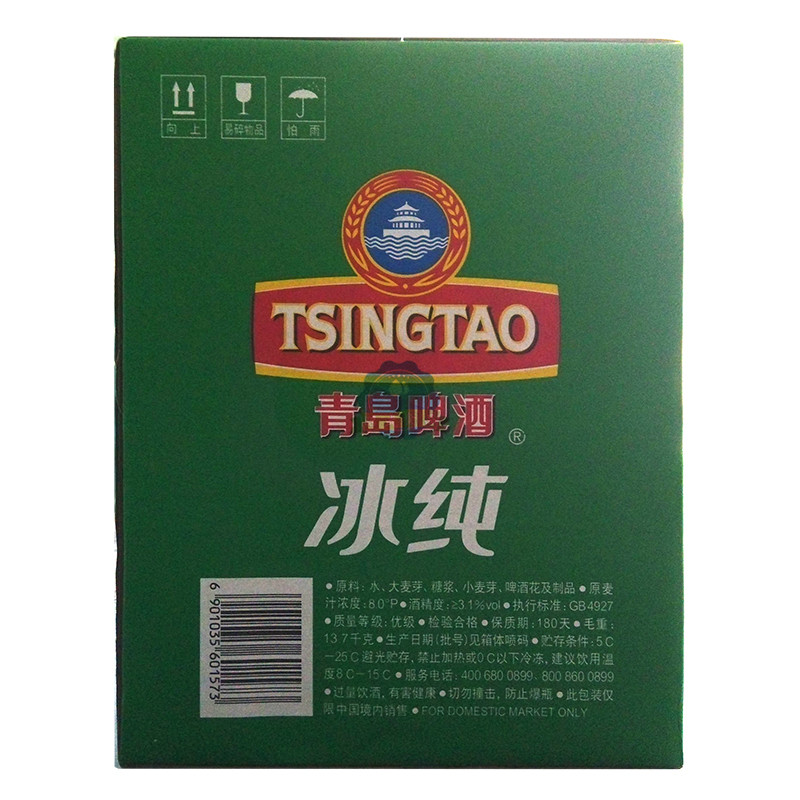 向 上 易碎物品 怕 雨
TSINGTAO
青島啤酒 ®
冰纯
● 原料: 水、大麦芽、糖浆、小麦芽、啤酒花及制品 ● 原麦
汁浓度: 8.0°P ● 酒精度: ≥3.1%vol ● 执行标准: GB4927
● 质量等级: 优级 ● 检验合格 ● 保质期: 180天 ● 毛重:
13.7千克 ● 生产日期(批号)见箱体喷码 ● 贮存条件: 5℃
—25℃避光贮存, 禁止加热或0℃以下冷冻, 建议饮用温
度8℃—15℃ ● 服务电话: 400 680 0899、800 860 0899
● 过量饮酒, 有害健康 ● 切勿撞击, 防止爆瓶 ● 此包装仅
限中国境内销售 ● FOR DOMESTIC MARKET ONLY
6 901035 601573